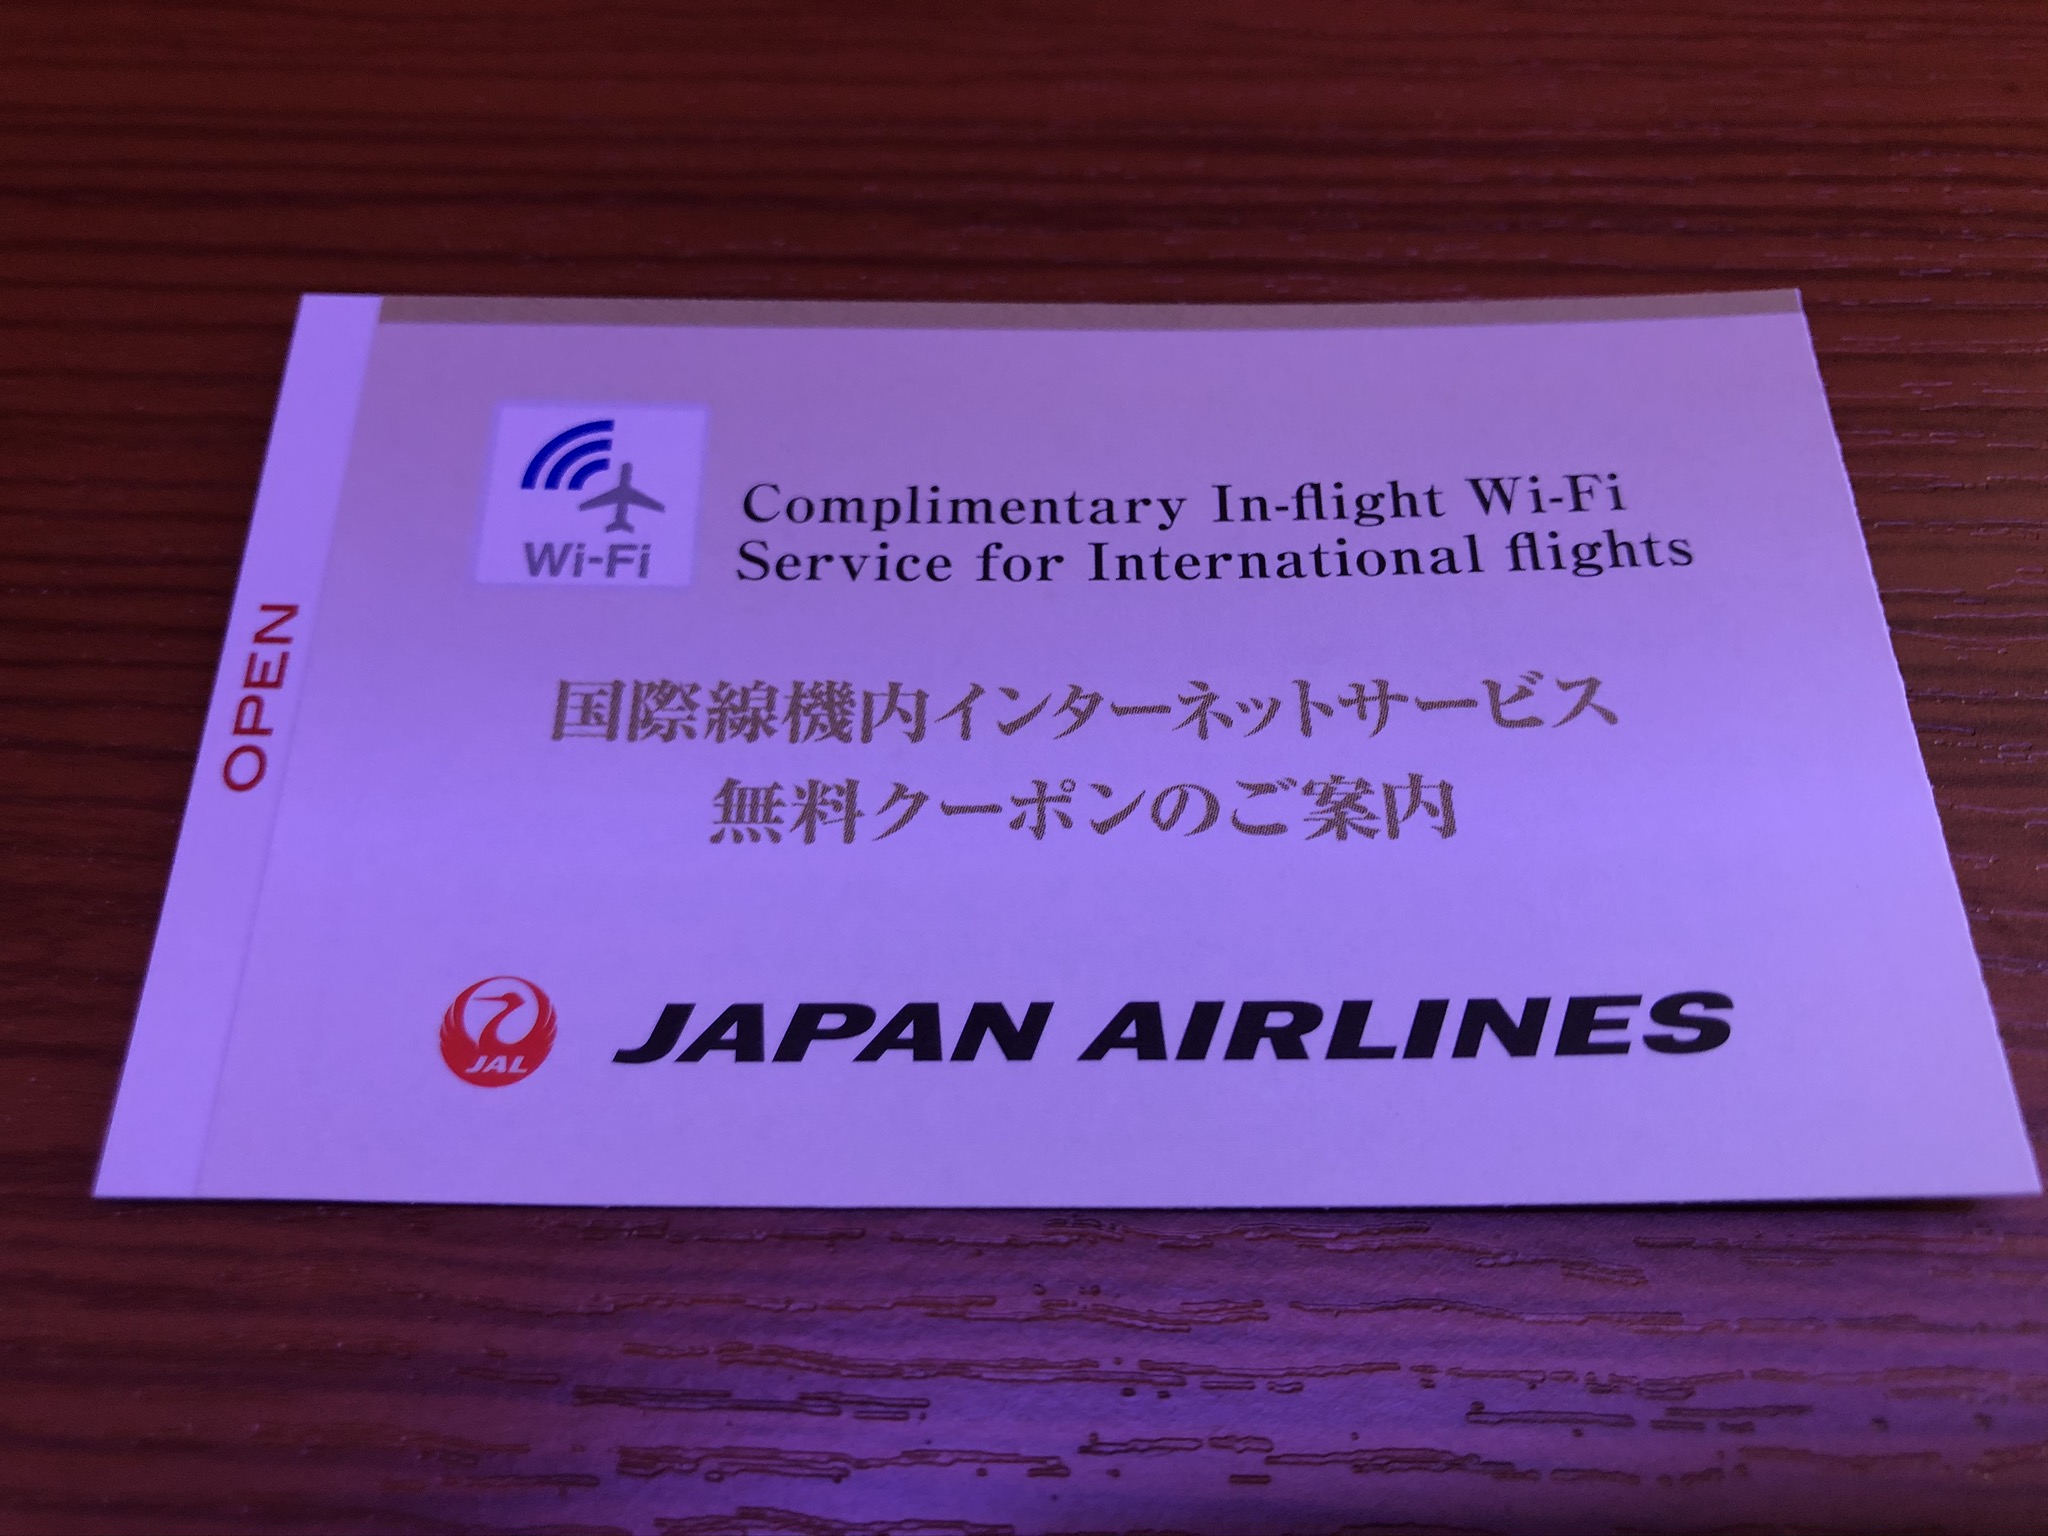 Wi-Fi
Complimentary In-flight Wi-Fi
Service for International flights
OPEN
国際線機内インターネットサービス
無料クーポンのご案内
JAL
JAPAN AIRLINES